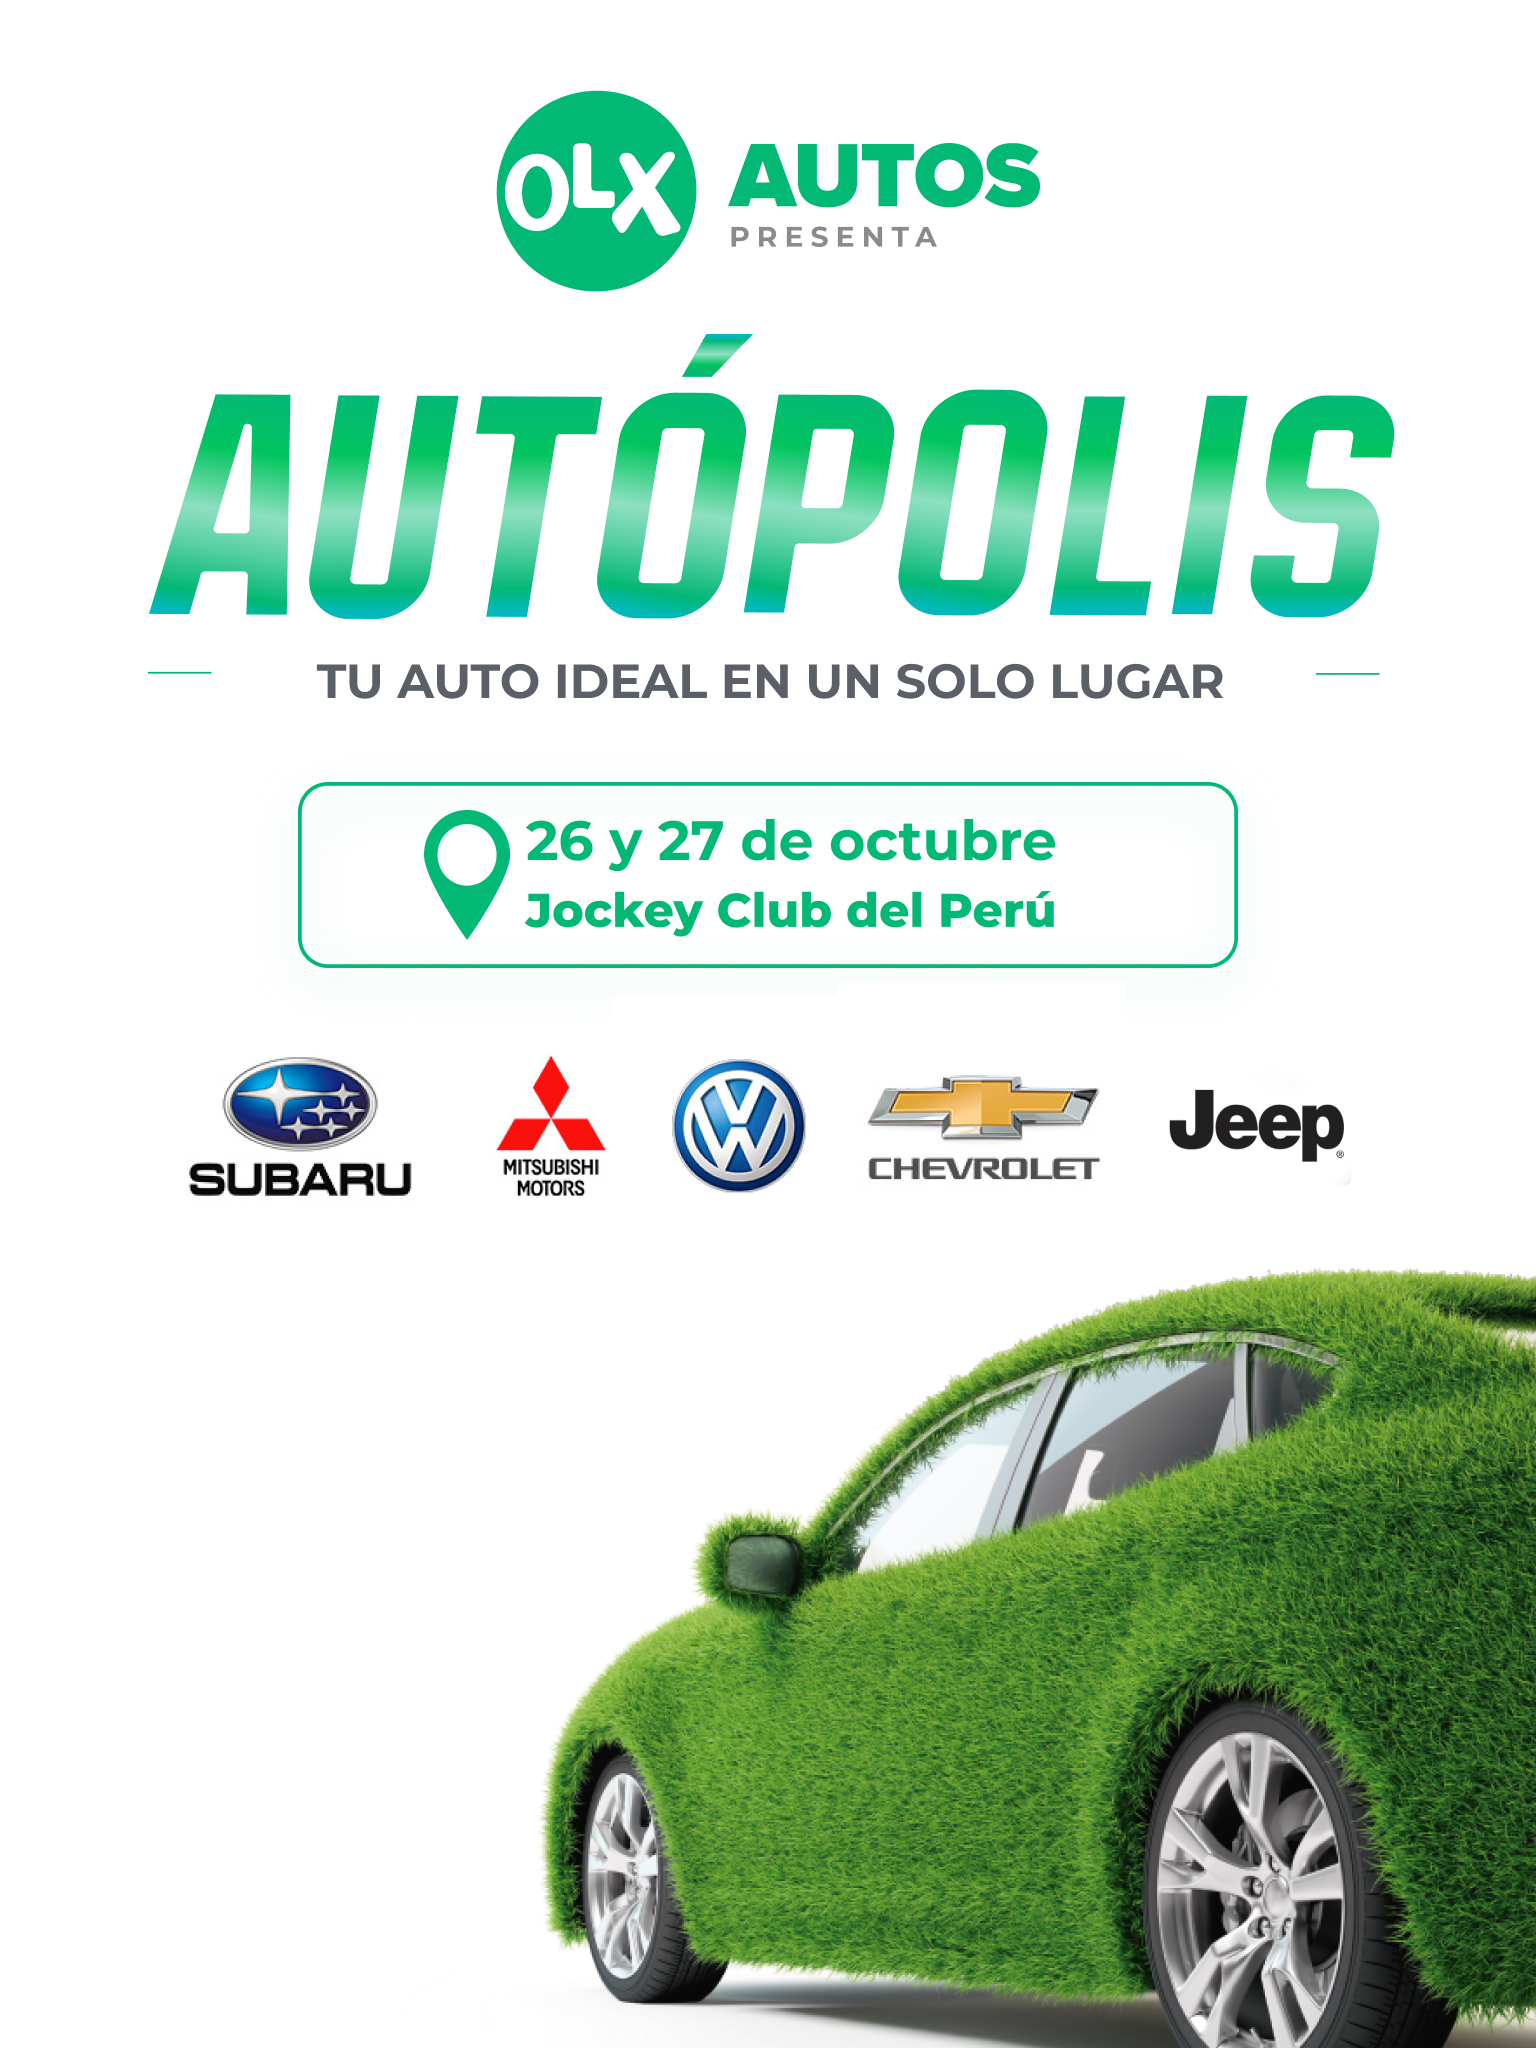 OLX AUTOS
PRESENTA
AUTÓPOLIS
TU AUTO IDEAL EN UN SOLO LUGAR
26 y 27 de octubre
Jockey Club del Perú
SUBARU
MITSUBISHI
MOTORS
VW
CHEVROLET
Jeep®